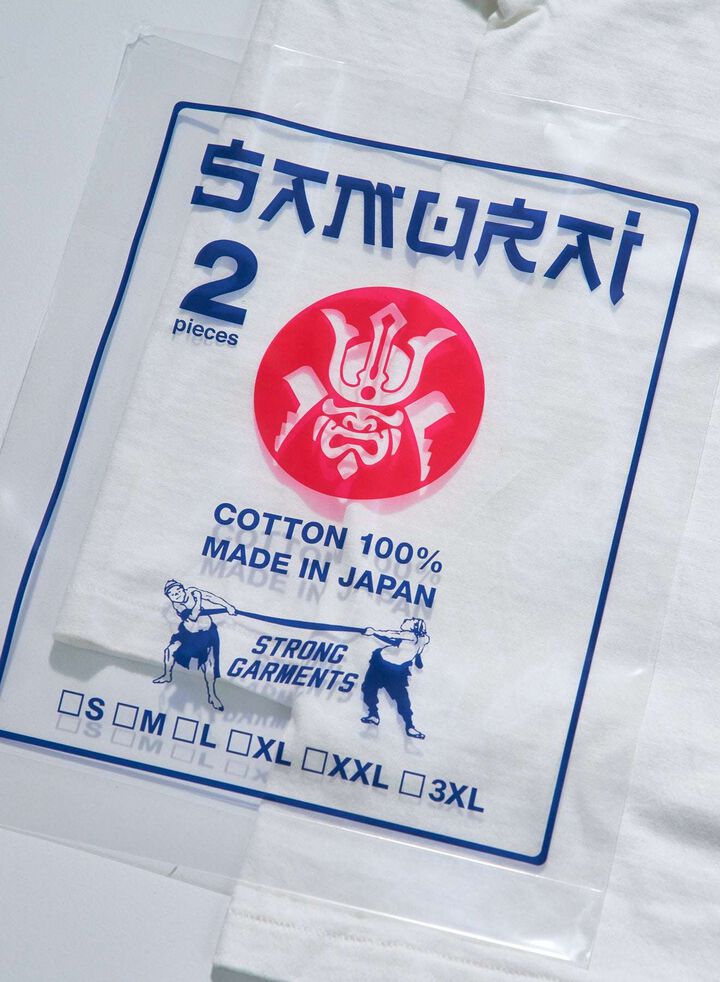 SAMURAI
2
pieces
COTTON 100%
MADE IN JAPAN
STRONG
GARMENTS
☐S ☐M ☐L ☐XL ☐XXL ☐3XL